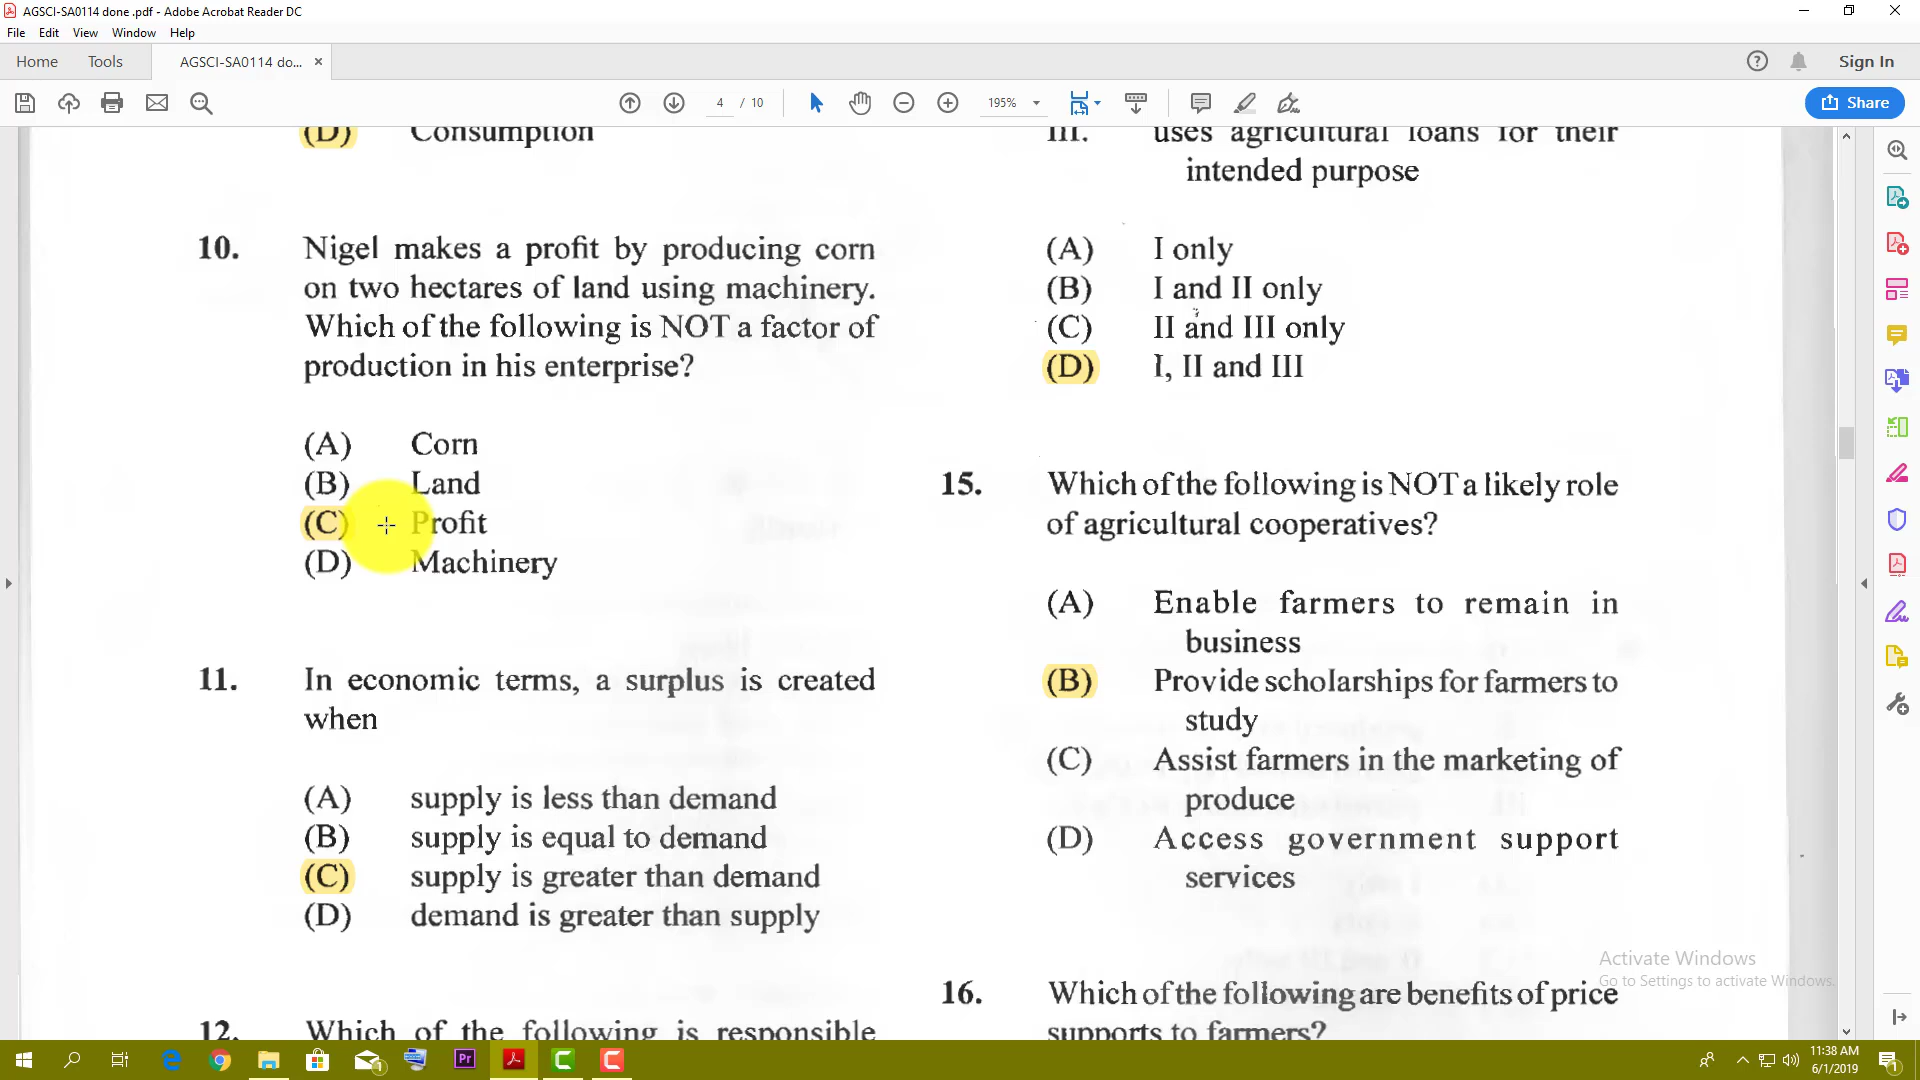 AGSCI-SA0114 done .pdf - Adobe Acrobat Reader DC
File Edit View Window Help
Home Tools AGSCI-SA0114 do... × Sign In
4 / 10 195% Share
(D) Consumption
10. Nigel makes a profit by producing corn
on two hectares of land using machinery.
Which of the following is NOT a factor of
production in his enterprise?
(A) Corn
(B) Land
(C) Profit
(D) Machinery
11. In economic terms, a surplus is created
when
(A) supply is less than demand
(B) supply is equal to demand
(C) supply is greater than demand
(D) demand is greater than supply
12. Which of the following is responsible
III. uses agricultural loans for their
intended purpose
(A) I only
(B) I and II only
(C) II and III only
(D) I, II and III
15. Which of the following is NOT a likely role
of agricultural cooperatives?
(A) Enable farmers to remain in
business
(B) Provide scholarships for farmers to
study
(C) Assist farmers in the marketing of
produce
(D) Access government support
services
16. Which of the following are benefits of price
supports to farmers?
Activate Windows
Go to Settings to activate Windows.
Pr
11:38 AM
6/1/2019